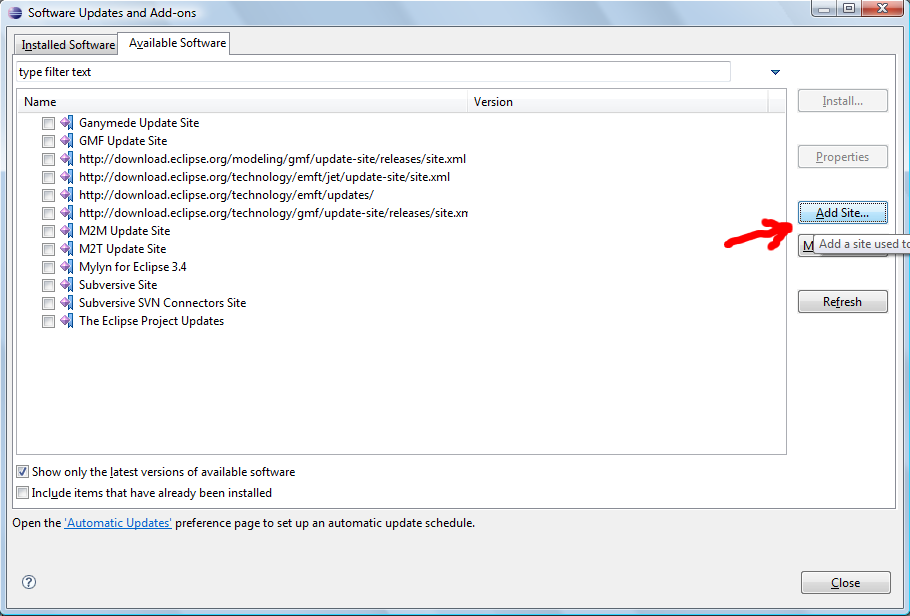 Software Updates and Add-ons
Installed Software
Available Software
type filter text
Name
Version
Ganymede Update Site
GMF Update Site
http://download.eclipse.org/modeling/gmf/update-site/releases/site.xml
http://download.eclipse.org/technology/emft/jet/update-site/site.xml
http://download.eclipse.org/technology/emft/updates/
http://download.eclipse.org/technology/gmf/update-site/releases/site.xm
M2M Update Site
M2T Update Site
Mylyn for Eclipse 3.4
Subversive Site
Subversive SVN Connectors Site
The Eclipse Project Updates
Install...
Properties
Add Site...
M
Add a site used to
Refresh
Show only the latest versions of available software
Include items that have already been installed
Open the 'Automatic Updates' preference page to set up an automatic update schedule.
?
Close